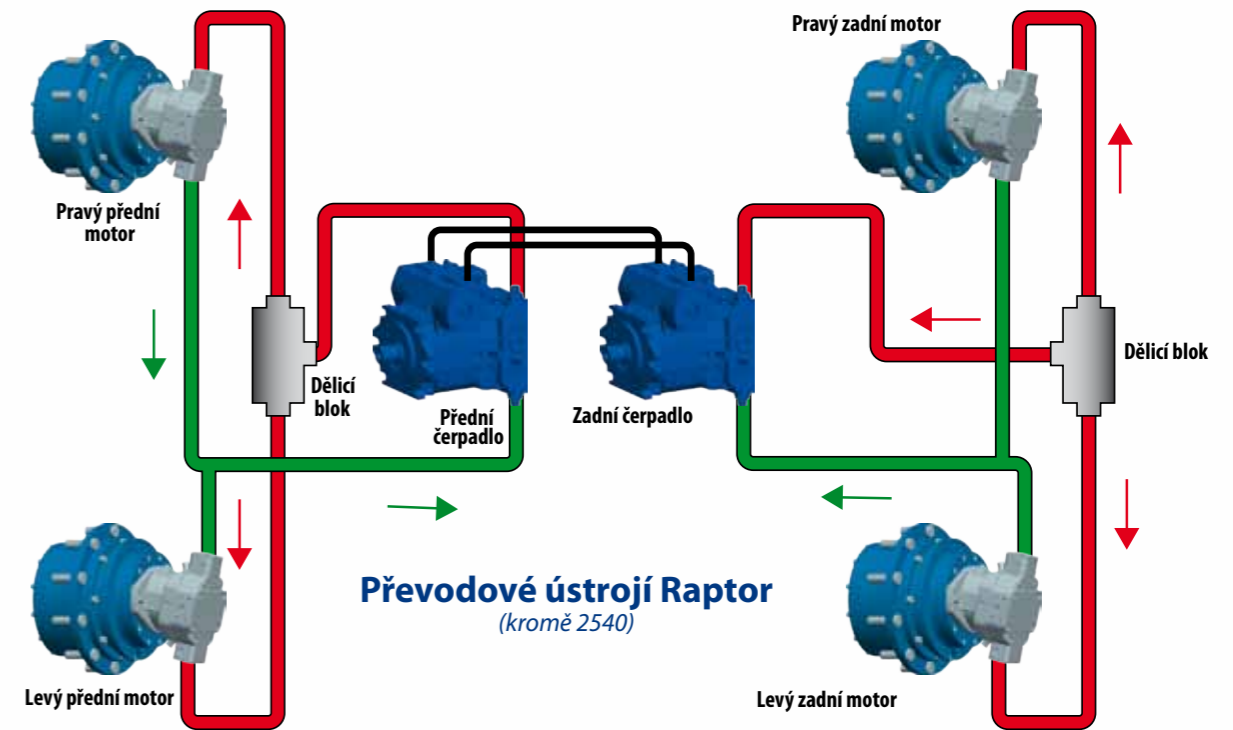 Pravý zadní motor
Pravý přední
motor
Dělicí
blok
Přední
čerpadlo
Zadní čerpadlo
Dělicí blok
Převodové ústrojí Raptor
(kromě 2540)
Levý přední motor
Levý zadní motor